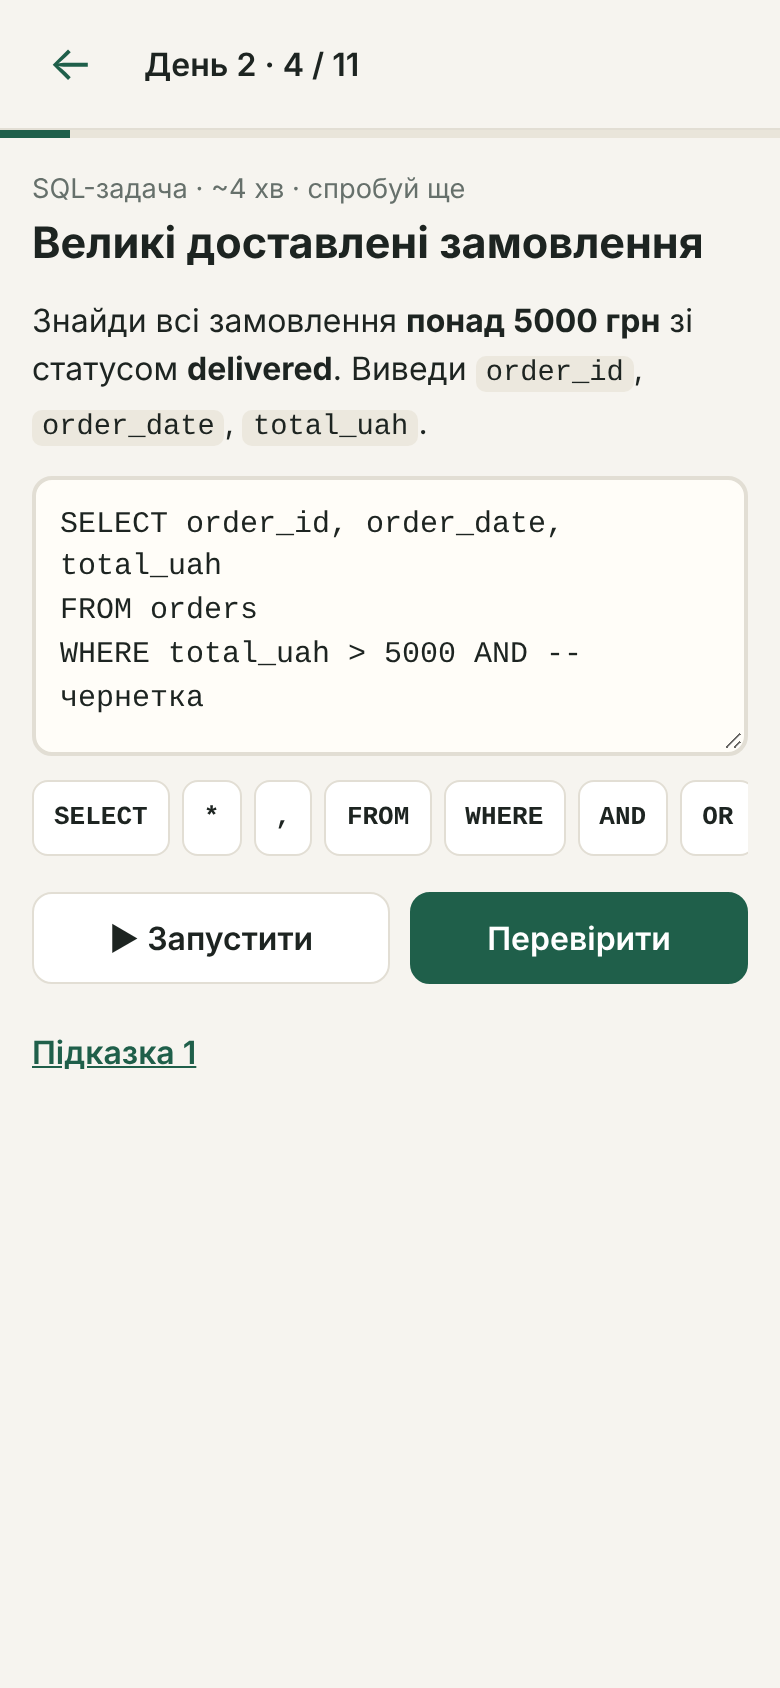 День 2 · 4 / 11
SQL-задача · ~4 хв · спробуй ще
Великі доставлені замовлення
Знайди всі замовлення понад 5000 грн зі
статусом delivered. Виведи order_id,
order_date, total_uah.
SELECT order_id, order_date,
total_uah
FROM orders
WHERE total_uah > 5000 AND --
чернетка
SELECT * , FROM WHERE AND OR
▶ Запустити Перевірити
Підказка 1